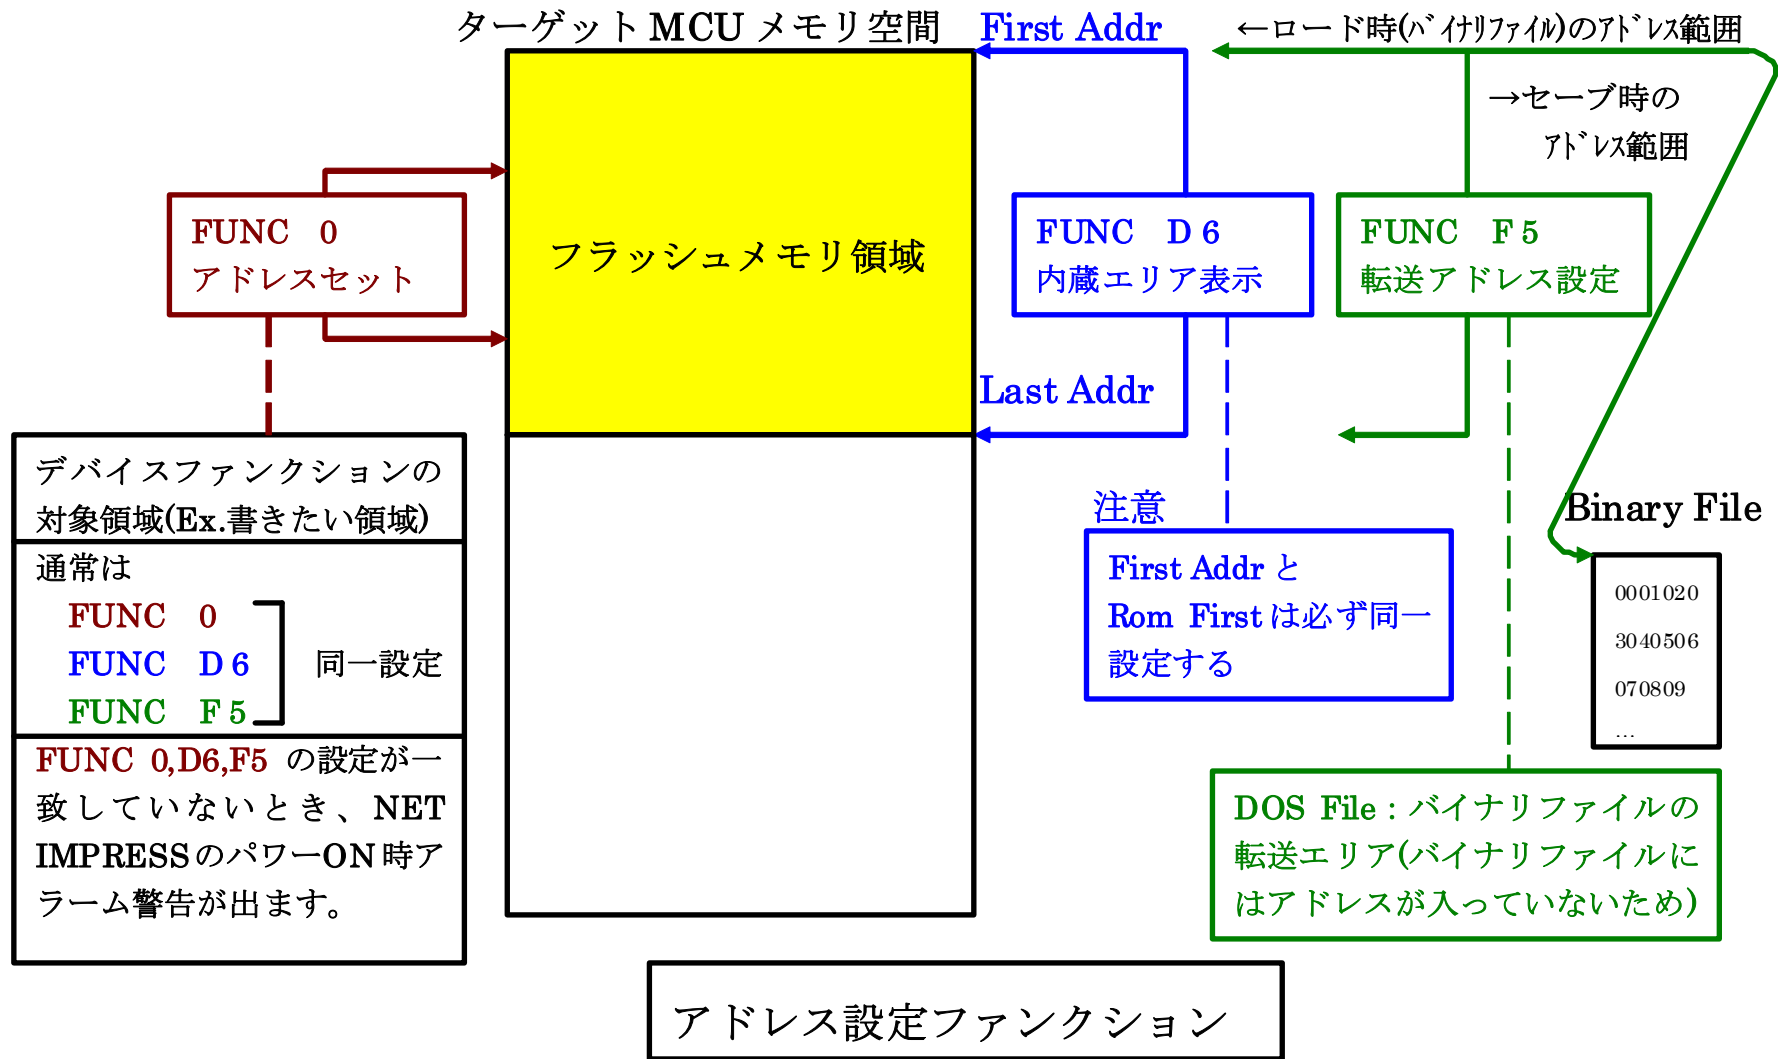 ターゲット MCU メモリ空間
First Addr
←ロード時(ﾊﾞｲﾅﾘﾌｧｲﾙ)のｱﾄﾞﾚｽ範囲
→セーブ時の
ｱﾄﾞﾚｽ範囲
FUNC 0
アドレスセット
フラッシュメモリ領域
FUNC D 6
内蔵エリア表示
FUNC F 5
転送アドレス設定
Last Addr
デバイスファンクションの
対象領域(Ex.書きたい領域)
通常は
FUNC 0
FUNC D 6
FUNC F 5
同一設定
FUNC 0,D6,F5 の設定が一
致していないとき、NET
IMPRESSのパワーON時ア
ラーム警告が出ます。
注意
First Addr と
Rom First は必ず同一
設定する
Binary File
0001020
3040506
070809
…
DOS File：バイナリファイルの
転送エリア(バイナリファイルに
はアドレスが入っていないため)
アドレス設定ファンクション